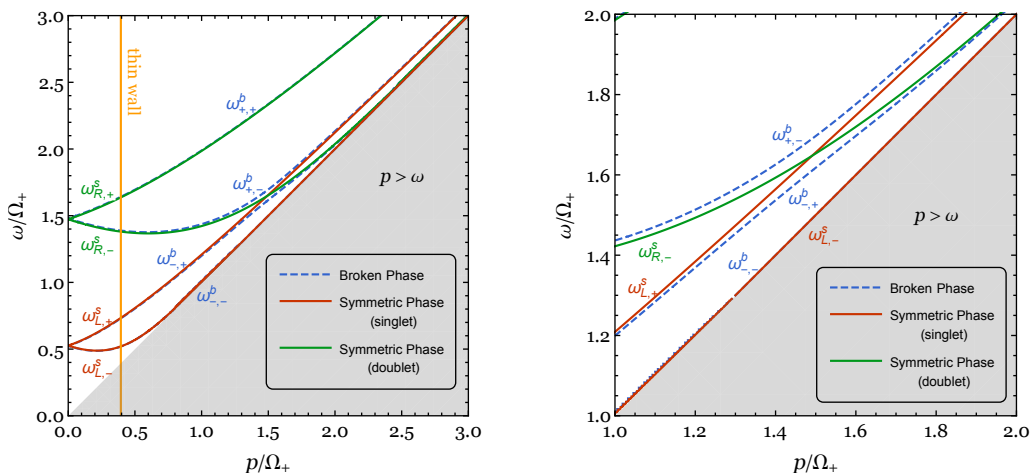 3.0
2.5
2.0
1.5
1.0
0.5
0.0
0.0 0.5 1.0 1.5 2.0 2.5 3.0
ω/Ω₊
p/Ω₊
thin wall
ω^b_{+,+}
ω^s_{R,+}
ω^b_{+,-}
ω^s_{R,-}
ω^b_{-,+}
ω^s_{L,+}
ω^b_{-,-}
ω^s_{L,-}
p > ω
Broken Phase
Symmetric Phase
(singlet)
Symmetric Phase
(doublet)
2.0
1.8
1.6
1.4
1.2
1.0
1.0 1.2 1.4 1.6 1.8 2.0
ω/Ω₊
p/Ω₊
ω^b_{+,-}
ω^b_{-,+}
ω^s_{R,-}
ω^s_{L,+}
ω^b_{-,-}
ω^s_{L,-}
p > ω
Broken Phase
Symmetric Phase
(singlet)
Symmetric Phase
(doublet)